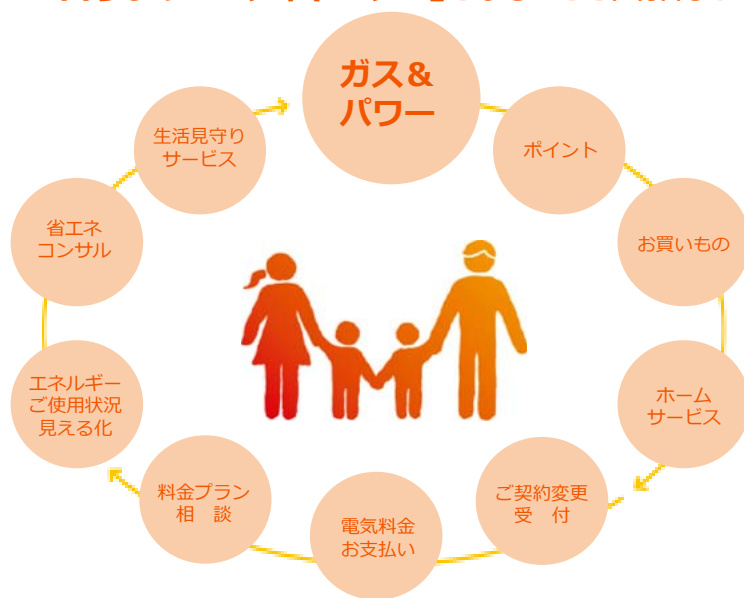 ガス&
パワー
ポイント
お買いもの
ホーム
サービス
ご契約変更
受　付
電気料金
お支払い
料金プラン
相　談
エネルギー
ご使用状況
見える化
省エネ
コンサル
生活見守り
サービス